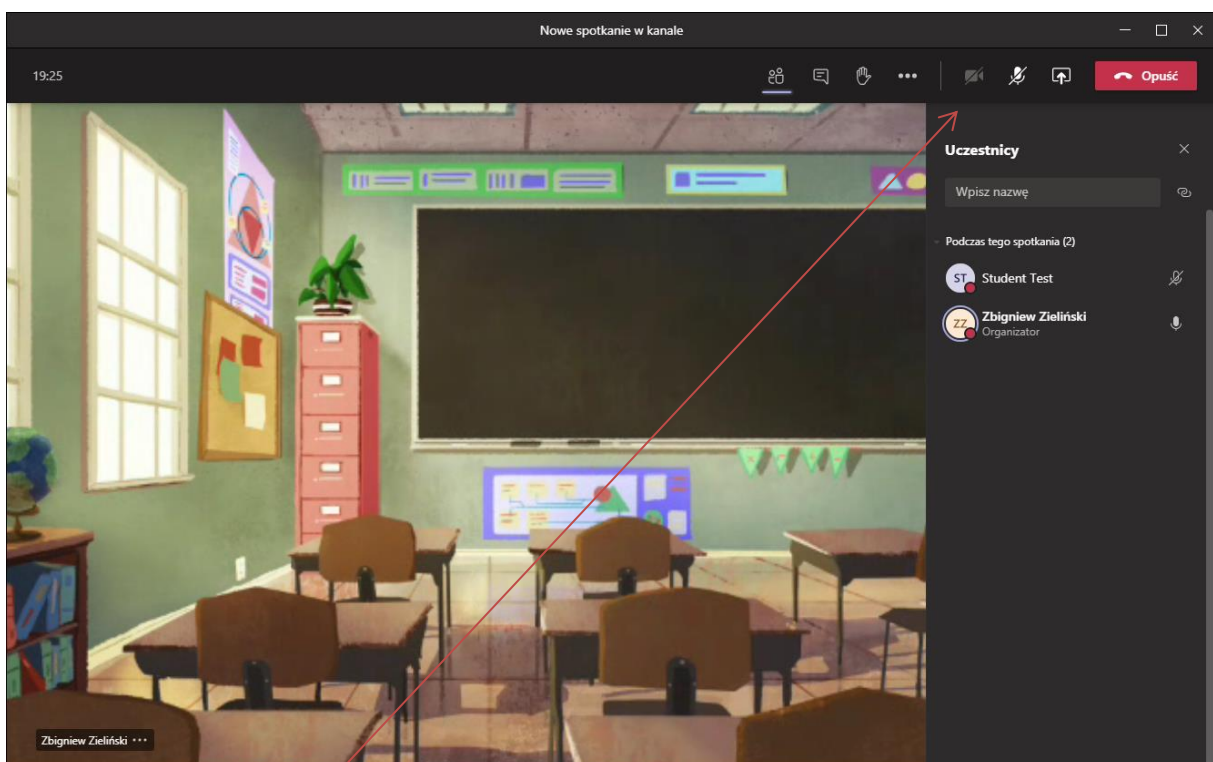 Nowe spotkanie w kanale
19:25
Opuść
Uczestnicy
Wpisz nazwę
Podczas tego spotkania (2)
ST Student Test
ZZ Zbigniew Zieliński
Organizator
Zbigniew Zieliński